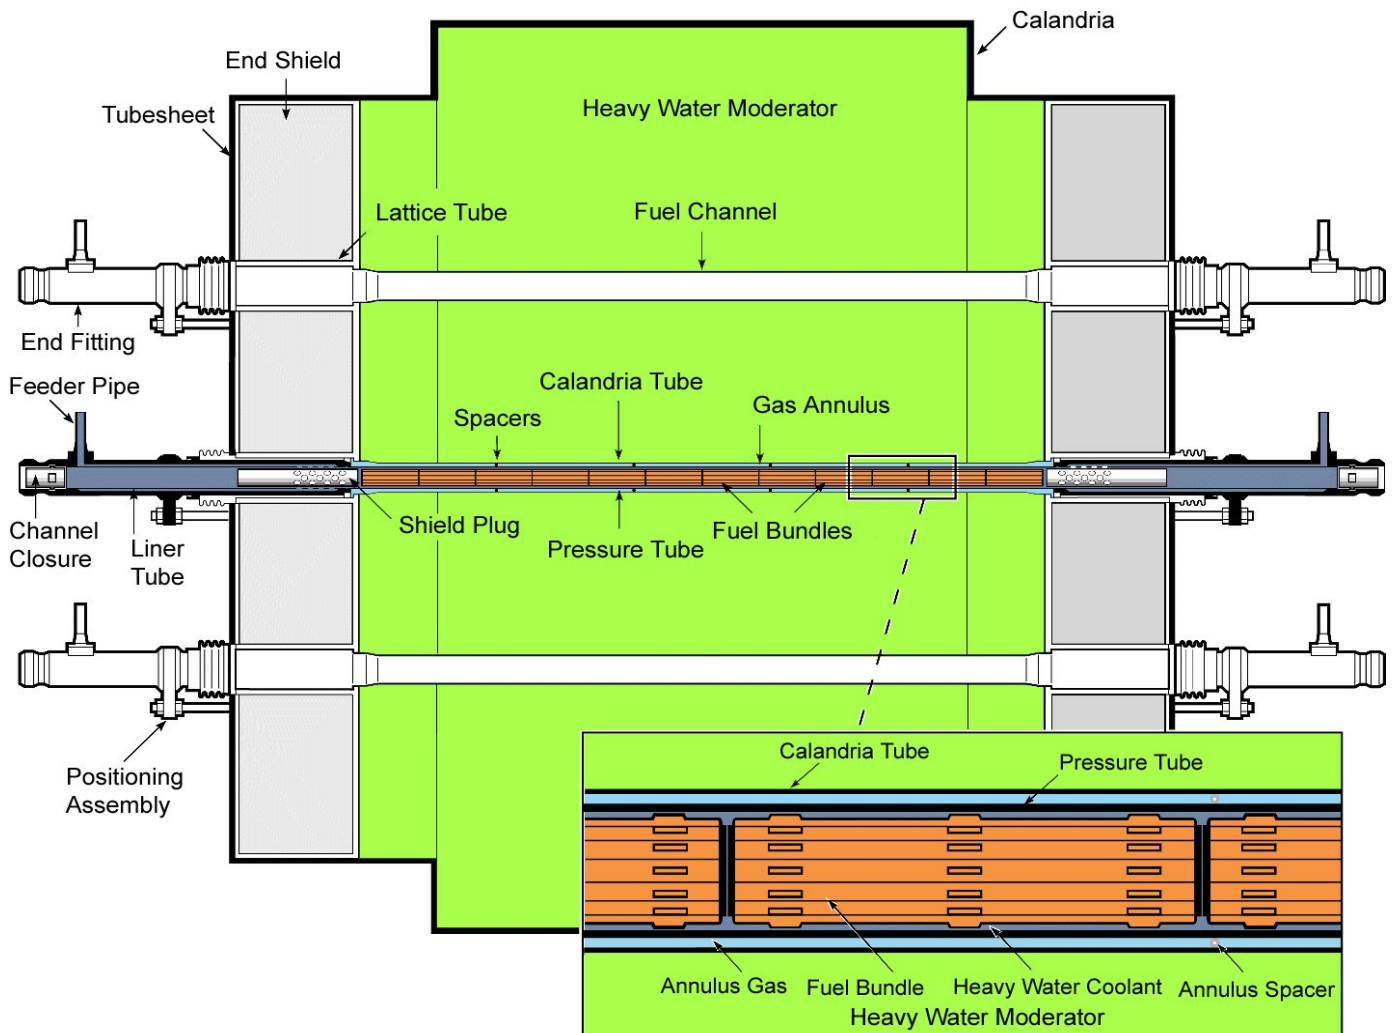 Calandria
End Shield
Heavy Water Moderator
Tubesheet
Lattice Tube
Fuel Channel
End Fitting
Feeder Pipe
Calandria Tube
Spacers
Gas Annulus
Channel
Closure
Liner
Tube
Shield Plug
Pressure Tube
Fuel Bundles
Positioning
Assembly
Calandria Tube
Pressure Tube
Annulus Gas
Fuel Bundle
Heavy Water Coolant
Annulus Spacer
Heavy Water Moderator